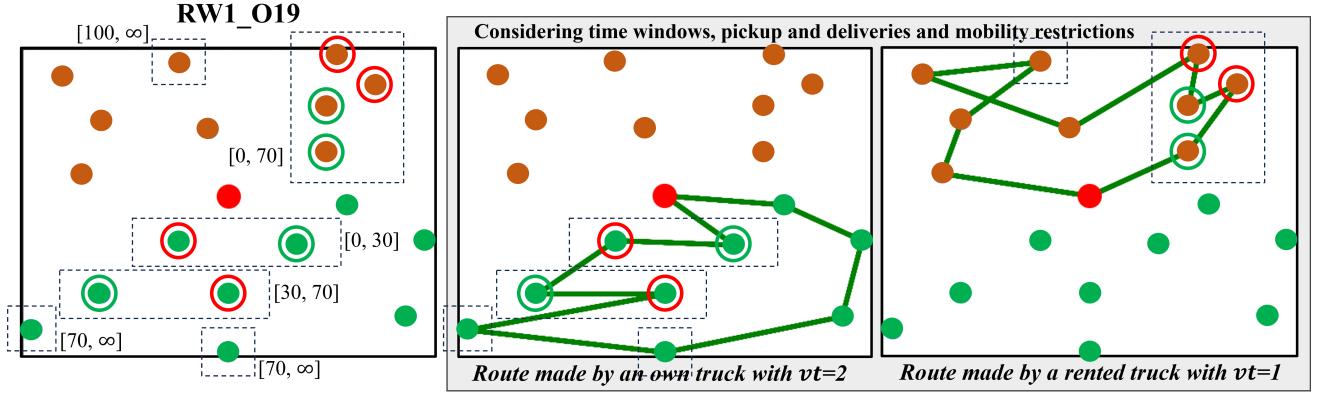 RW1_O19
Considering time windows, pickup and deliveries and mobility restrictions
[100, ∞]
[0, 70]
[0, 30]
[30, 70]
[70, ∞]
[70, ∞]
Route made by an own truck with vt=2
Route made by a rented truck with vt=1